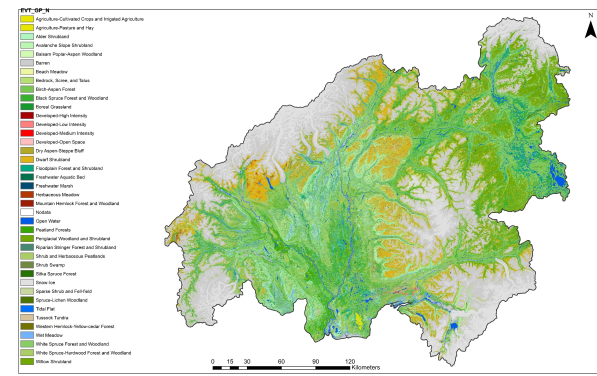 EVT_GP_N
Agriculture-Cultivated Crops and Irrigated Agriculture
Agriculture-Pasture and Hay
Alder Shrubland
Avalanche Slope Shrubland
Balsam Poplar-Aspen Woodland
Barren
Beach Meadow
Bedrock, Scree, and Talus
Birch-Aspen Forest
Black Spruce Forest and Woodland
Boreal Grassland
Developed-High Intensity
Developed-Low Intensity
Developed-Medium Intensity
Developed-Open Space
Dry Aspen-Steppe Bluff
Dwarf Shrubland
Floodplain Forest and Shrubland
Freshwater Aquatic Bed
Freshwater Marsh
Herbaceous Meadow
Mountain Hemlock Forest and Woodland
Nodata
Open Water
Peatland Forests
Periglacial Woodland and Shrubland
Riparian Stringer Forest and Shrubland
Shrub and Herbaceous Peatlands
Shrub Swamp
Sitka Spruce Forest
Snow-Ice
Sparse Shrub and Fell-field
Spruce-Lichen Woodland
Tidal Flat
Tussock Tundra
Western Hemlock-Yellow-cedar Forest
Wet Meadow
White Spruce Forest and Woodland
White Spruce-Hardwood Forest and Woodland
Willow Shrubland
N
0 15 30 60 90 120
Kilometers